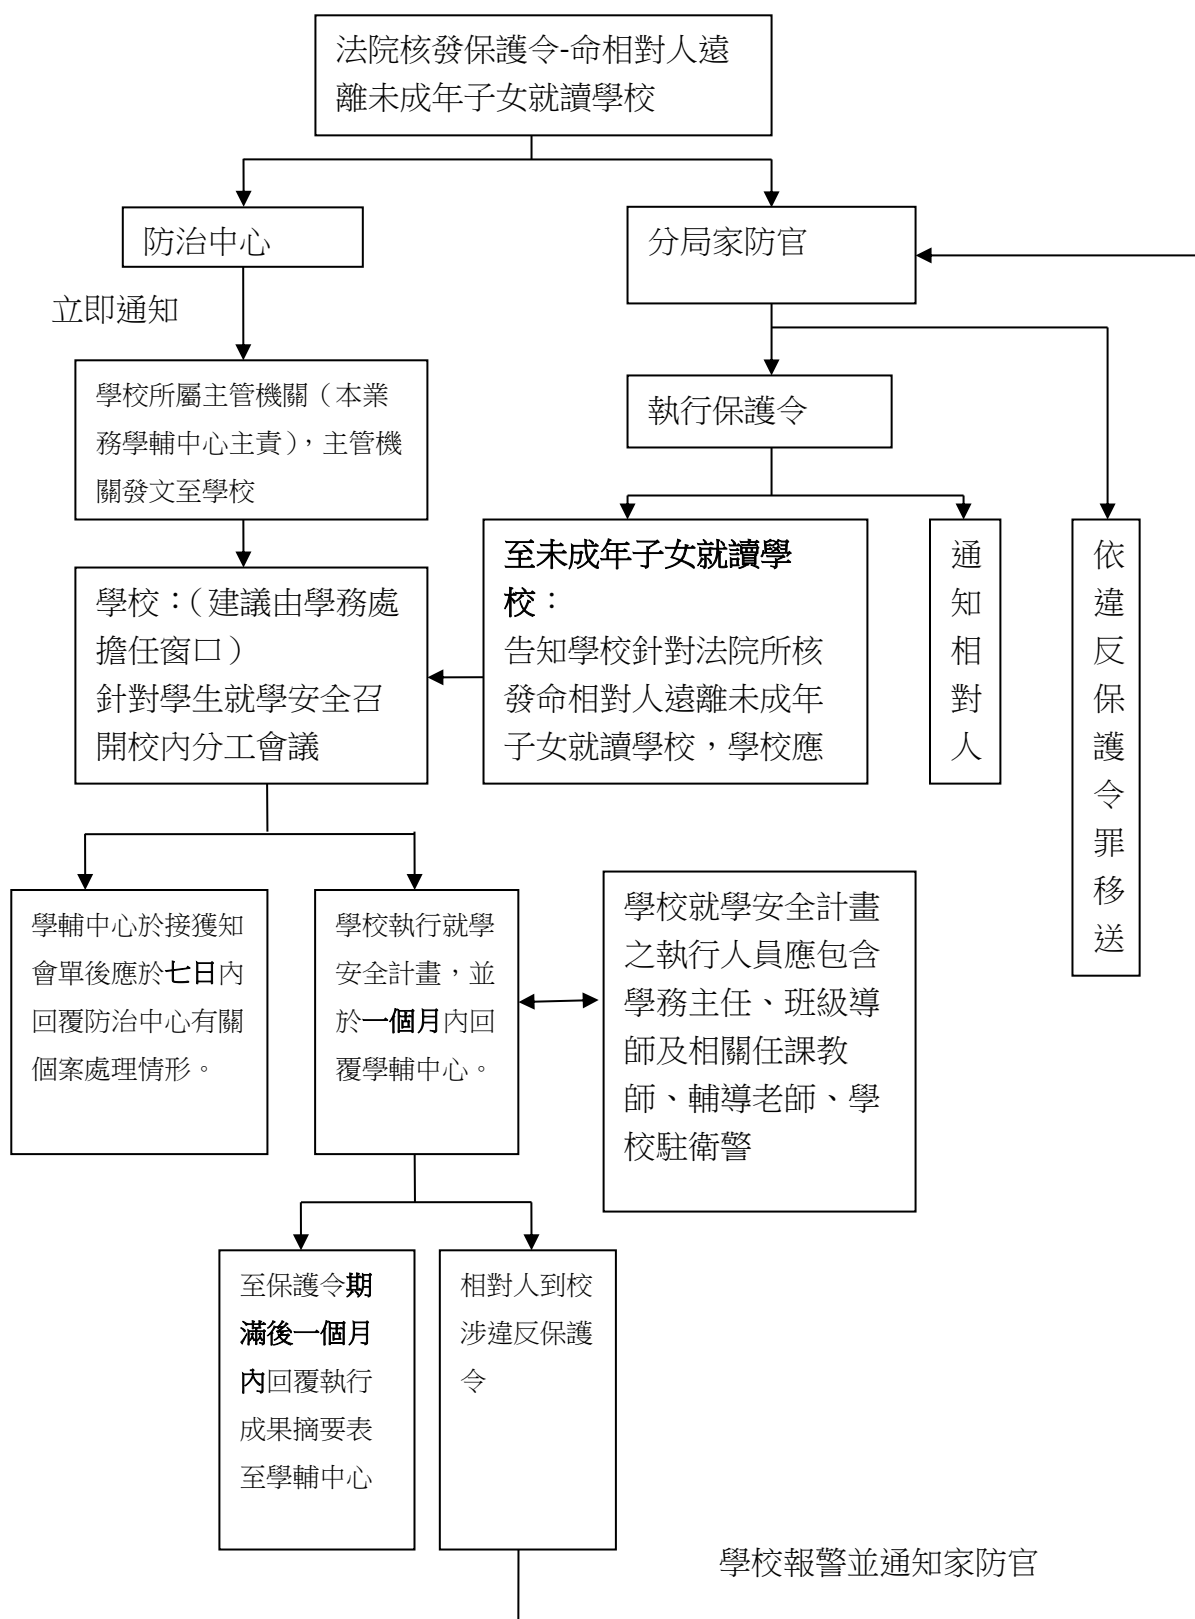 法院核發保護令-命相對人遠
離未成年子女就讀學校
防治中心
分局家防官
立即通知
學校所屬主管機關（本業
務學輔中心主責），主管機
關發文至學校
執行保護令
學校：（建議由學務處
擔任窗口）
針對學生就學安全召
開校內分工會議
至未成年子女就讀學
校：
告知學校針對法院所核
發命相對人遠離未成年
子女就讀學校，學校應
通知相對人
依違反保護令罪移送
學輔中心於接獲知
會單後應於七日內
回覆防治中心有關
個案處理情形。
學校執行就學
安全計畫，並
於一個月內回
覆學輔中心。
學校就學安全計畫
之執行人員應包含
學務主任、班級導
師及相關任課教
師、輔導老師、學
校駐衛警
至保護令期
滿後一個月
內回覆執行
成果摘要表
至學輔中心
相對人到校
涉違反保護
令
學校報警並通知家防官